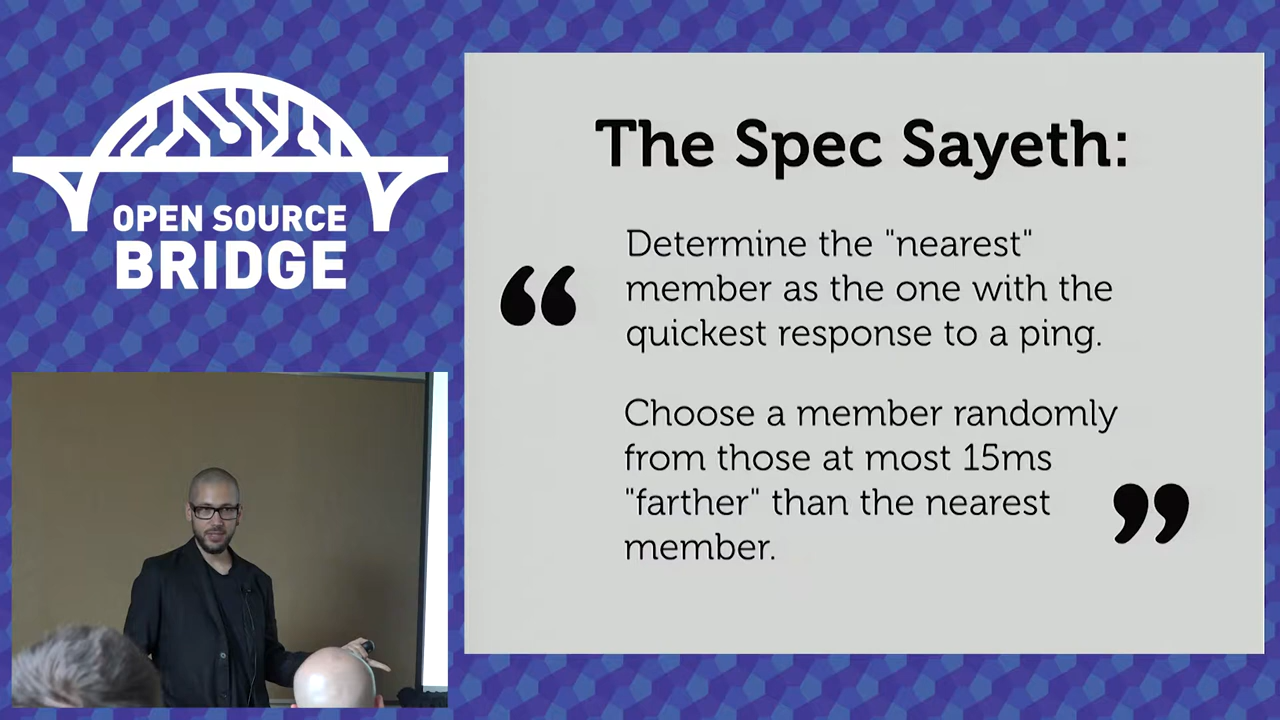 OPEN SOURCE
BRIDGE
The Spec Sayeth:
“
Determine the "nearest"
member as the one with the
quickest response to a ping.
Choose a member randomly
from those at most 15ms
"farther" than the nearest
member.
”